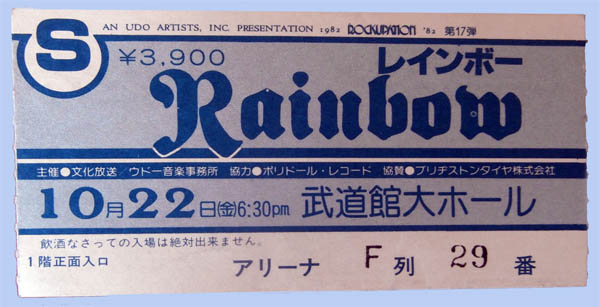 AN UDO ARTISTS, INC. PRESENTATION 1982 ROCKUPATION '82 第17弾
S
¥3,900
レインボー
Rainbow
主催●文化放送 ウドー音楽事務所 協力●ポリドール・レコード 協賛●ブリヂストンタイヤ株式会社
10月22日(金)6:30pm 武道館大ホール
飲酒なさっての入場は絶対出来ません。
1階正面入口
アリーナ F列 29番